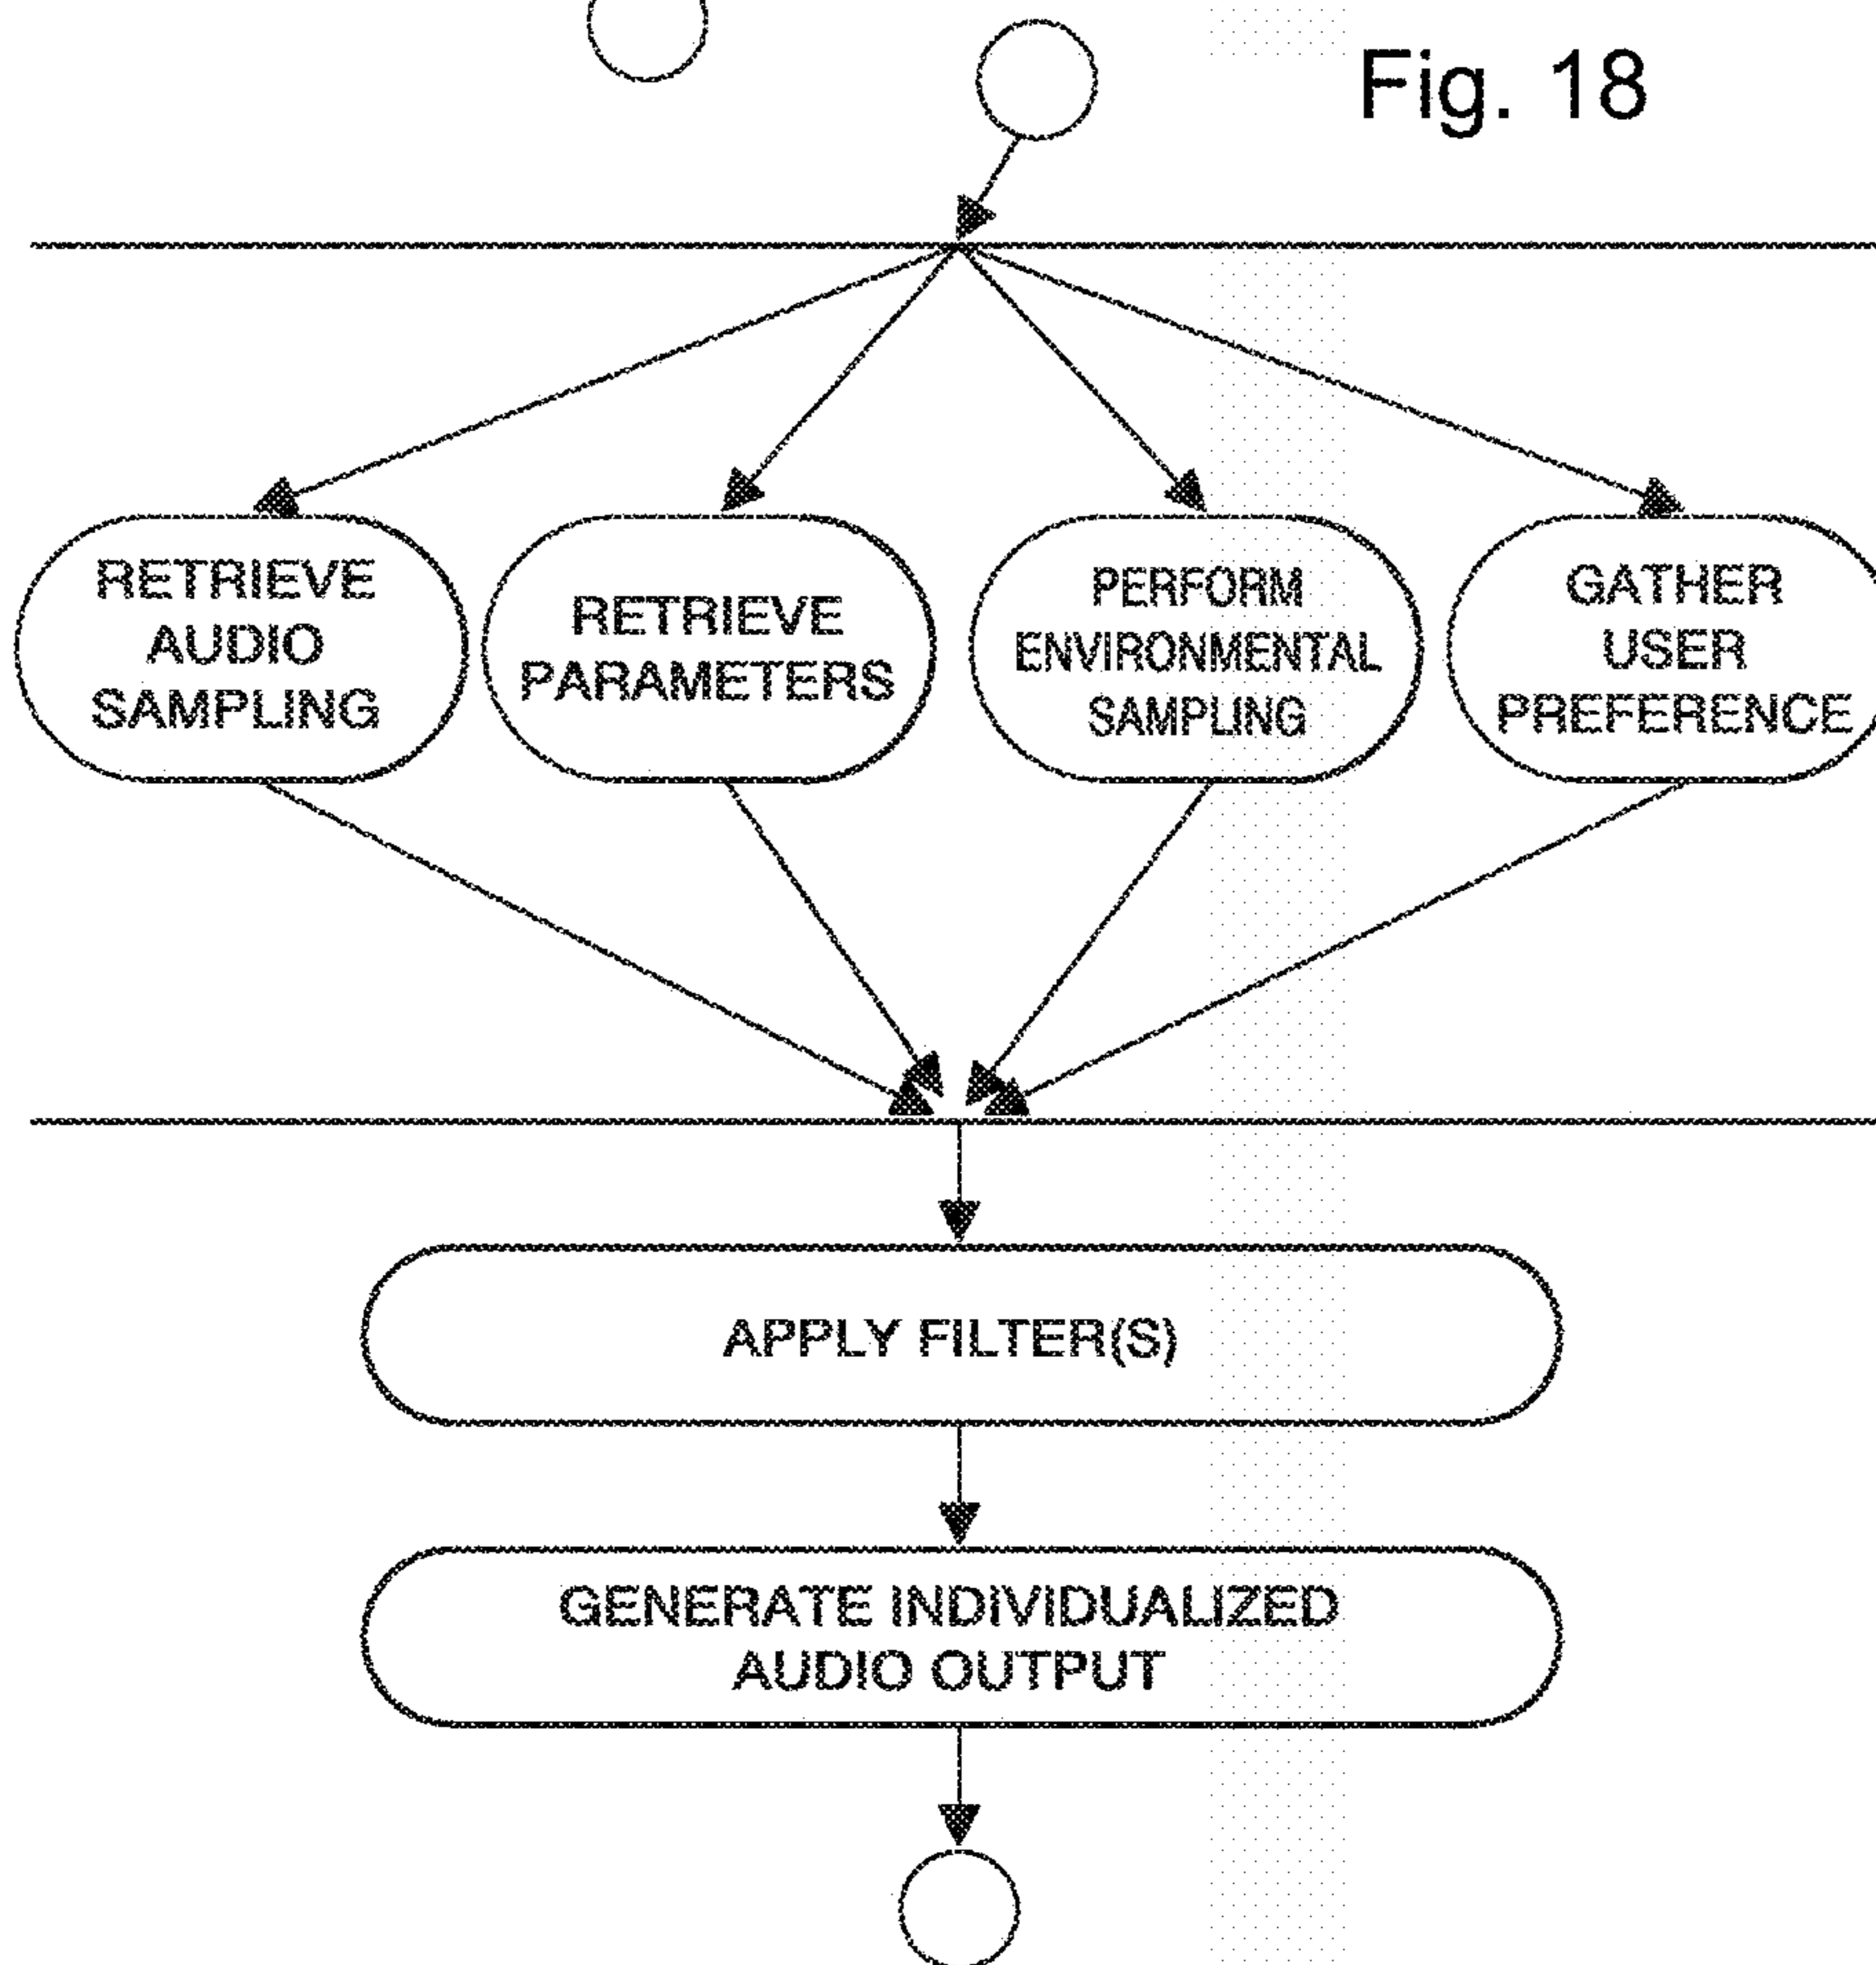 Fig. 18
RETRIEVE
AUDIO
SAMPLING
RETRIEVE
PARAMETERS
PERFORM
ENVIRONMENTAL
SAMPLING
GATHER
USER
PREFERENCE
APPLY FILTER(S)
GENERATE INDIVIDUALIZED
AUDIO OUTPUT